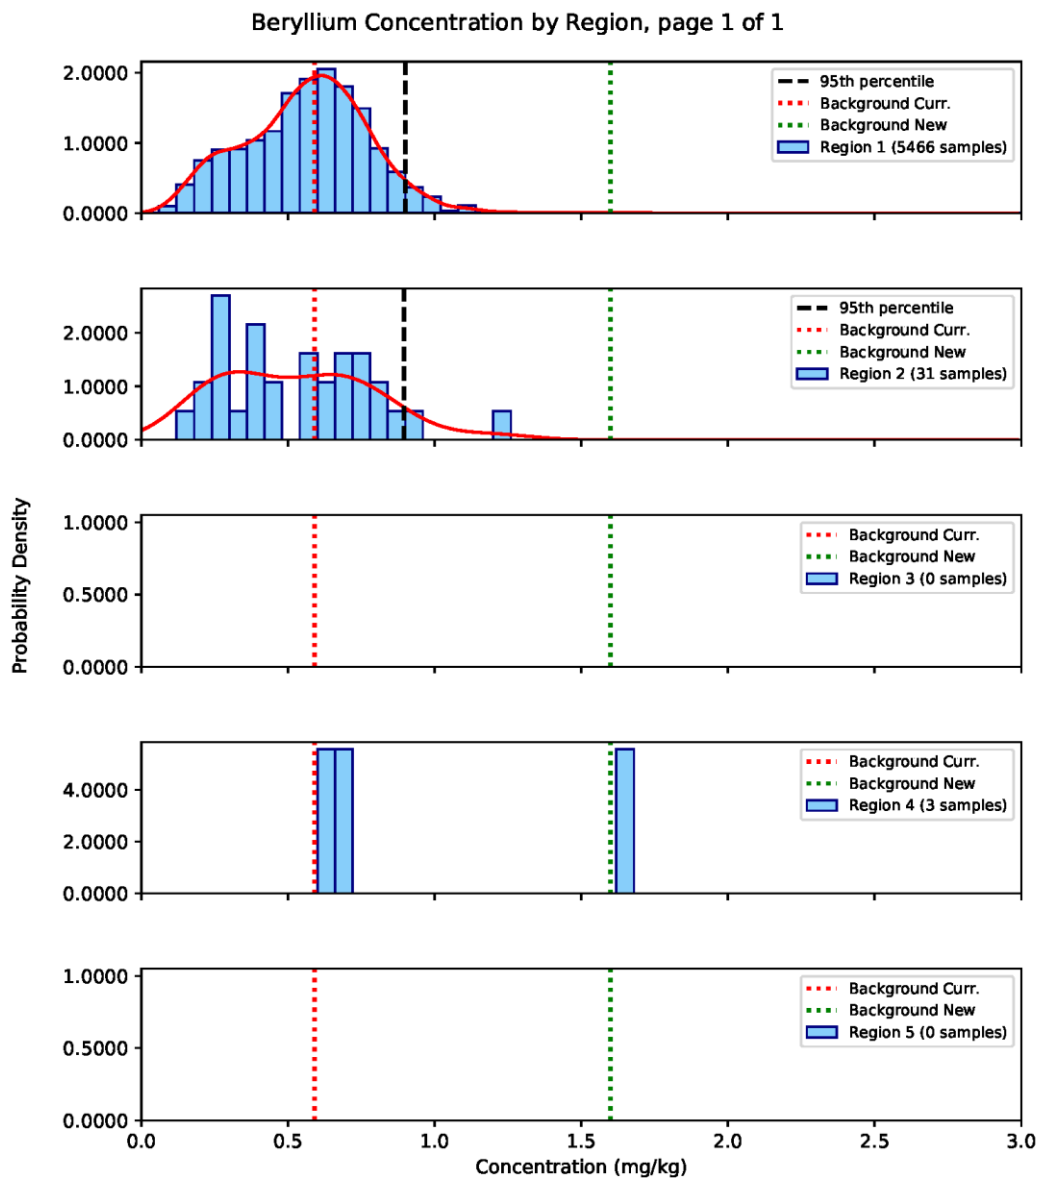 Beryllium Concentration by Region, page 1 of 1
2.0000
1.0000
0.0000
95th percentile
Background Curr.
Background New
Region 1 (5466 samples)
2.0000
1.0000
0.0000
95th percentile
Background Curr.
Background New
Region 2 (31 samples)
Probability Density
1.0000
0.5000
0.0000
Background Curr.
Background New
Region 3 (0 samples)
4.0000
2.0000
0.0000
Background Curr.
Background New
Region 4 (3 samples)
1.0000
0.5000
0.0000
Background Curr.
Background New
Region 5 (0 samples)
0.0 0.5 1.0 1.5 2.0 2.5 3.0
Concentration (mg/kg)